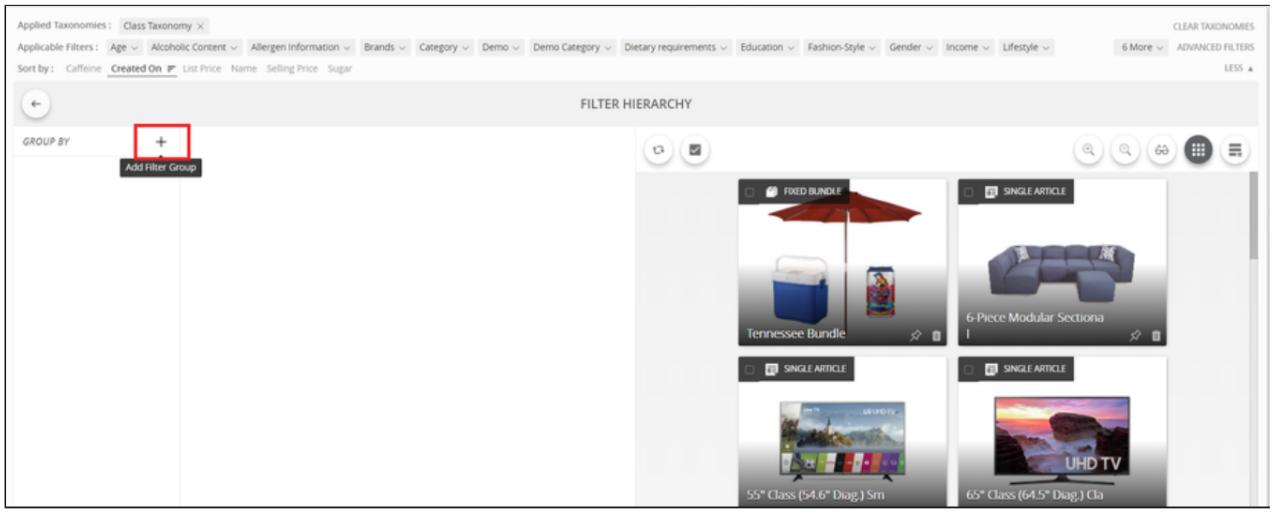 Applied Taxonomies : Class Taxonomy × CLEAR TAXONOMIES
Applicable Filters : Age Alcoholic Content Allergen Information Brands Category Demo Demo Category Dietary requirements Education Fashion-Style Gender Income Lifestyle 6 More ADVANCED FILTERS
Sort by : Caffeine Created On List Price Name Selling Price Sugar LESS
FILTER HIERARCHY
GROUP BY +
Add Filter Group
FIXED BUNDLE
Tennessee Bundle
SINGLE ARTICLE
6-Piece Modular Sectiona
l
SINGLE ARTICLE
LG UHD TV
55" Class (54.6" Diag.) Sm
SINGLE ARTICLE
UHD TV
65" Class (64.5" Diag.) Cla